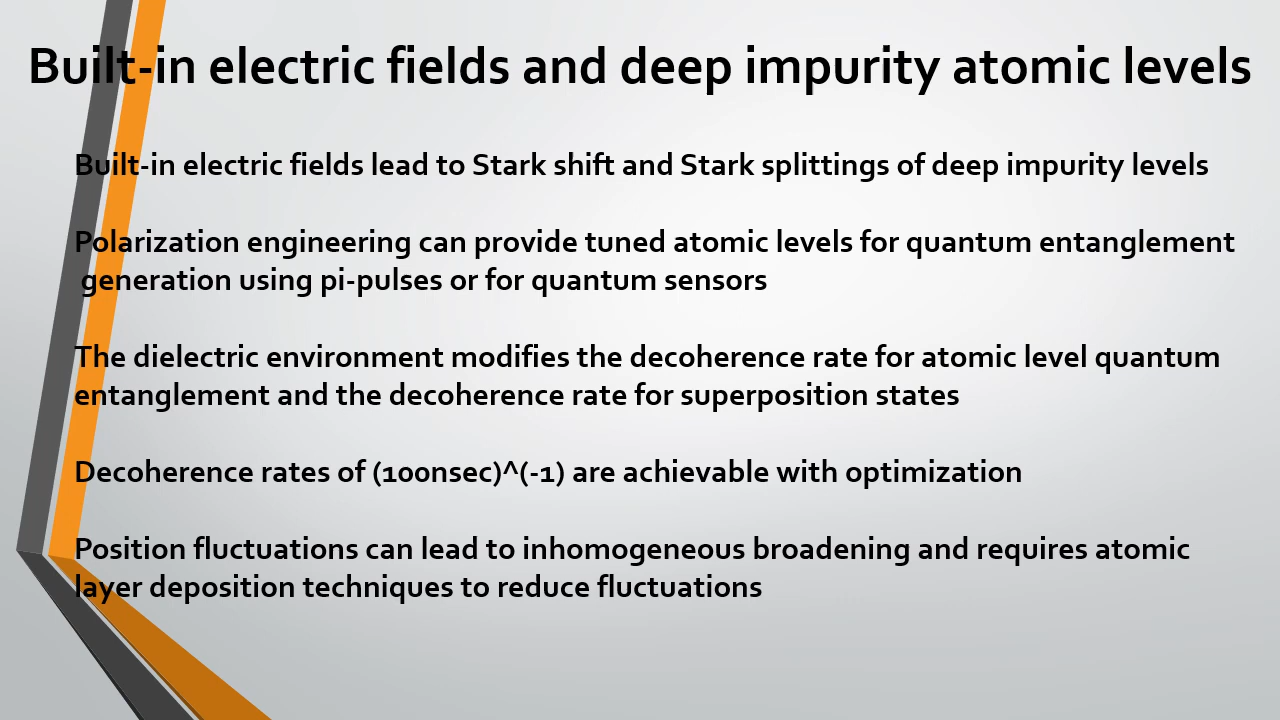 Built-in electric fields and deep impurity atomic levels
Built-in electric fields lead to Stark shift and Stark splittings of deep impurity levels
Polarization engineering can provide tuned atomic levels for quantum entanglement
generation using pi-pulses or for quantum sensors
The dielectric environment modifies the decoherence rate for atomic level quantum
entanglement and the decoherence rate for superposition states
Decoherence rates of (100nsec)^(-1) are achievable with optimization
Position fluctuations can lead to inhomogeneous broadening and requires atomic
layer deposition techniques to reduce fluctuations